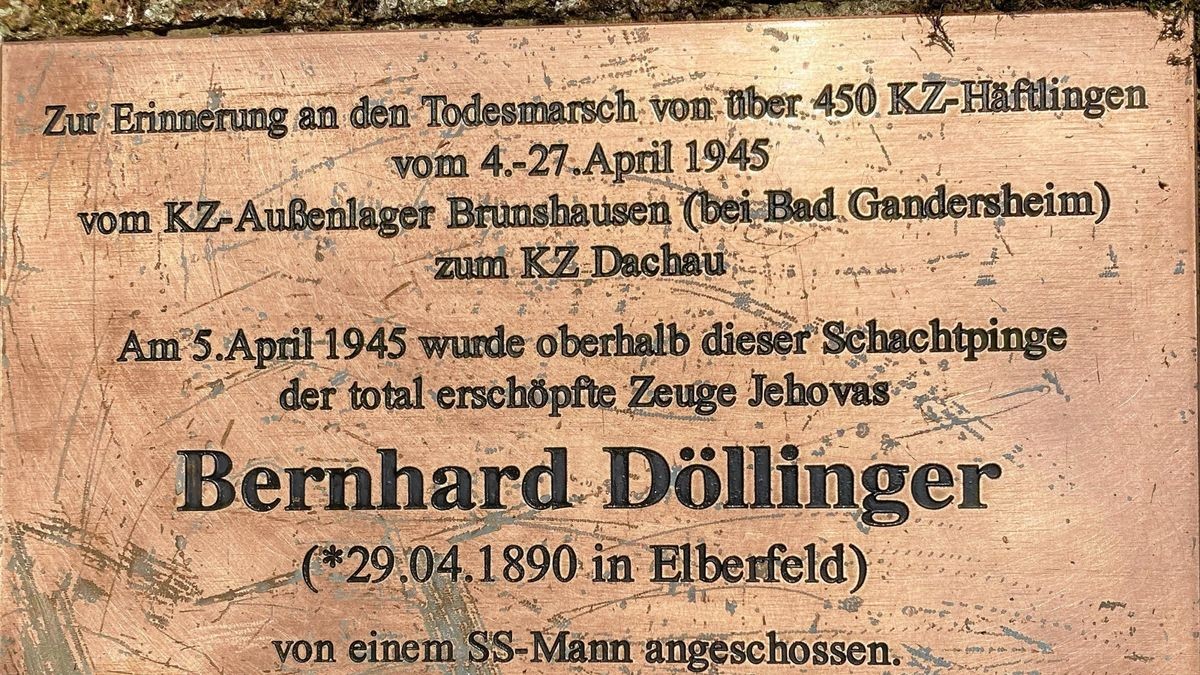 Zur Erinnerung an den Todesmarsch von über 450 KZ-Häftlingen
vom 4.-27.April 1945
vom KZ-Außenlager Brunshausen (bei Bad Gandersheim)
zum KZ Dachau
Am 5.April 1945 wurde oberhalb dieser Schachtpinge
der total erschöpfte Zeuge Jehovas
Bernhard Döllinger
(*29.04.1890 in Elberfeld)
von einem SS-Mann angeschossen.